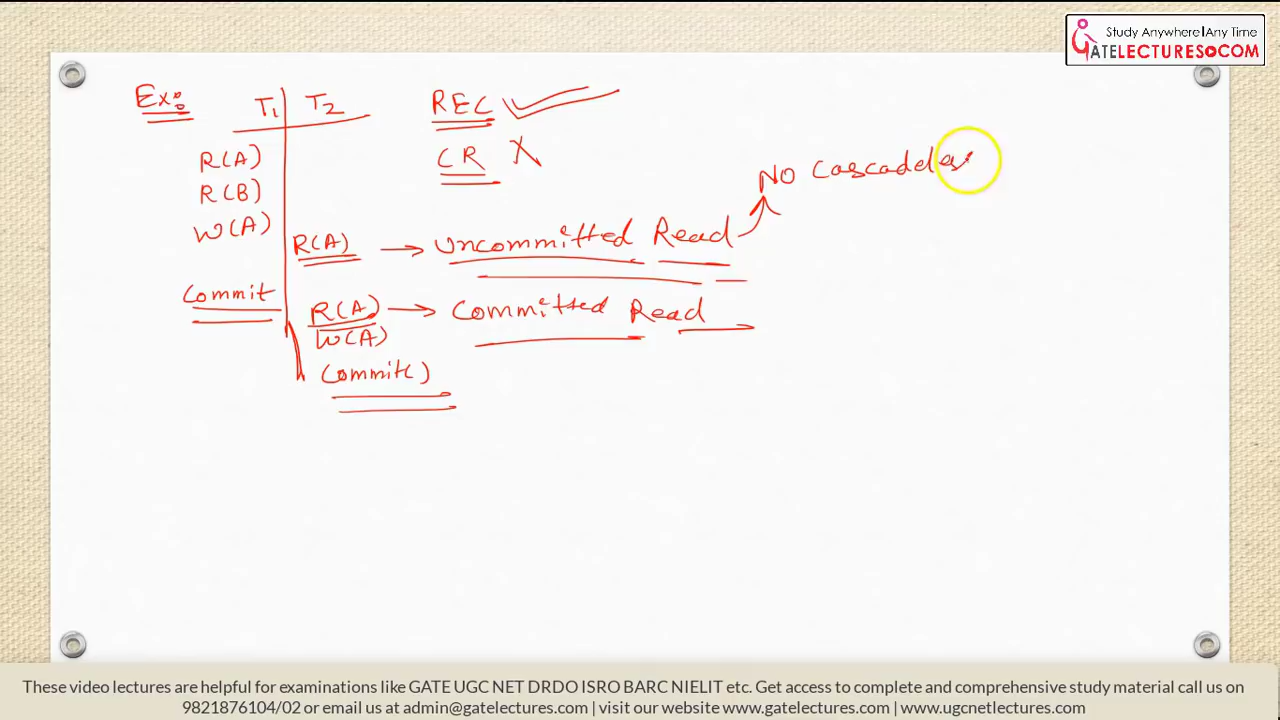 Study Anywhere Any Time
GATELECTURES.COM
Ex:
T1 T2
REC
R(A)
CR X
R(B)
NO Cascades
W(A)
R(A) → Uncommitted Read
Commit
R(A) → Committed Read
W(A)
Commit()
These video lectures are helpful for examinations like GATE UGC NET DRDO ISRO BARC NIELIT etc. Get access to complete and comprehensive study material call us on
9821876104/02 or email us at admin@gatelectures.com | visit our website www.gatelectures.com | www.ugcnetlectures.com